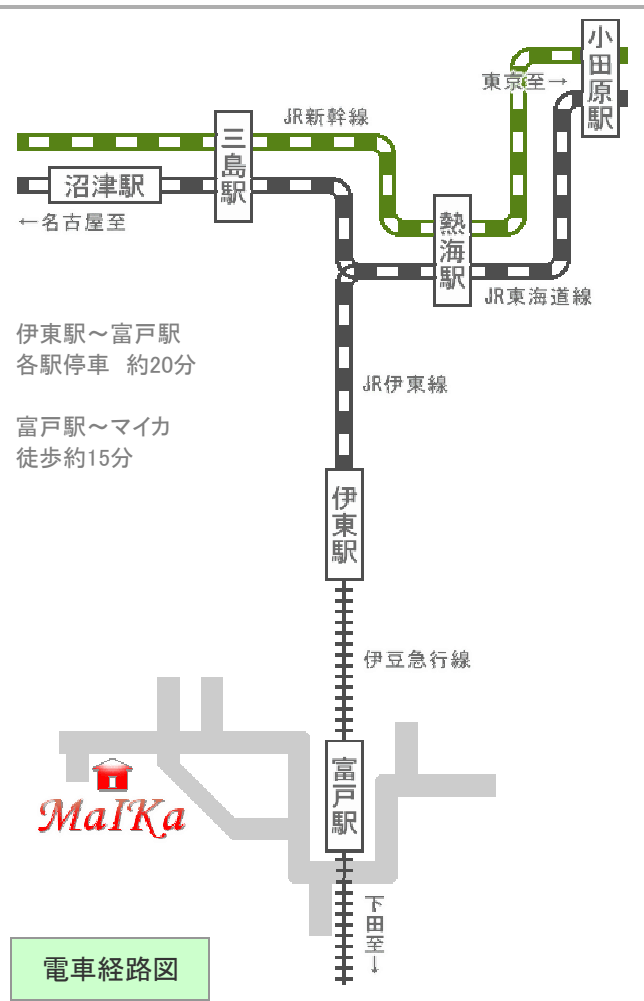 小田原駅
東京至→
JR新幹線
三島駅
沼津駅
←名古屋至
熱海駅
JR東海道線
伊東駅~富戸駅
各駅停車 約20分
JR伊東線
富戸駅~マイカ
徒歩約15分
伊東駅
伊豆急行線
富戸駅
MaIKa
下田至→
電車経路図